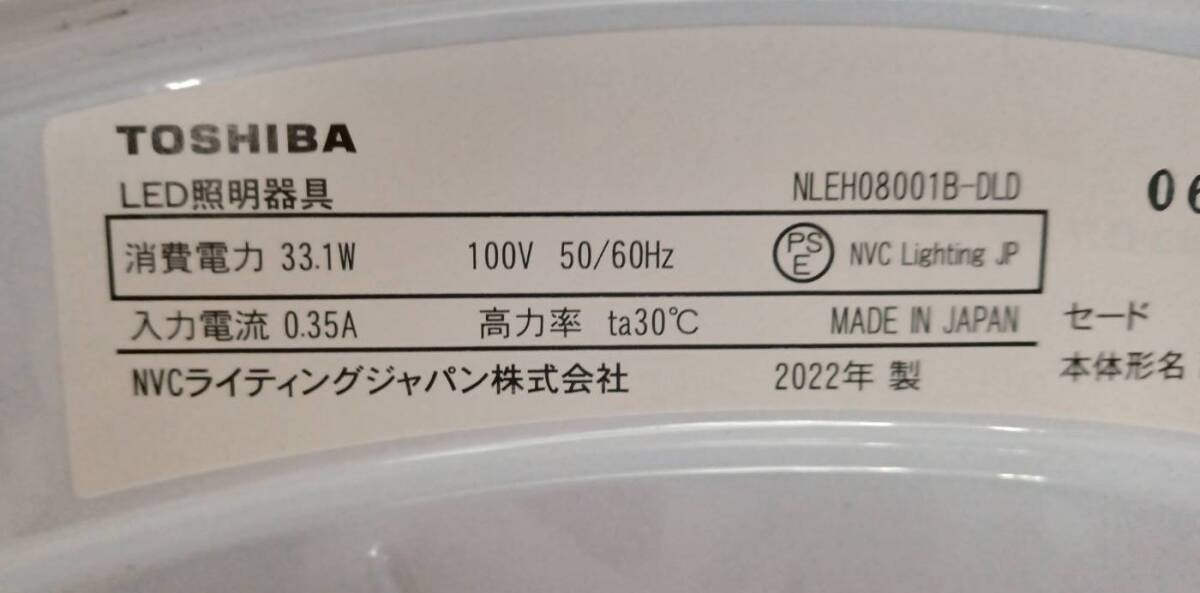 TOSHIBA
LED照明器具 NLEH08001B-DLD
消費電力 33.1W 100V 50/60Hz PSE NVC Lighting JP
入力電流 0.35A 高力率 ta30℃ MADE IN JAPAN
NVCライティングジャパン株式会社 2022年 製
06
セード
本体形名